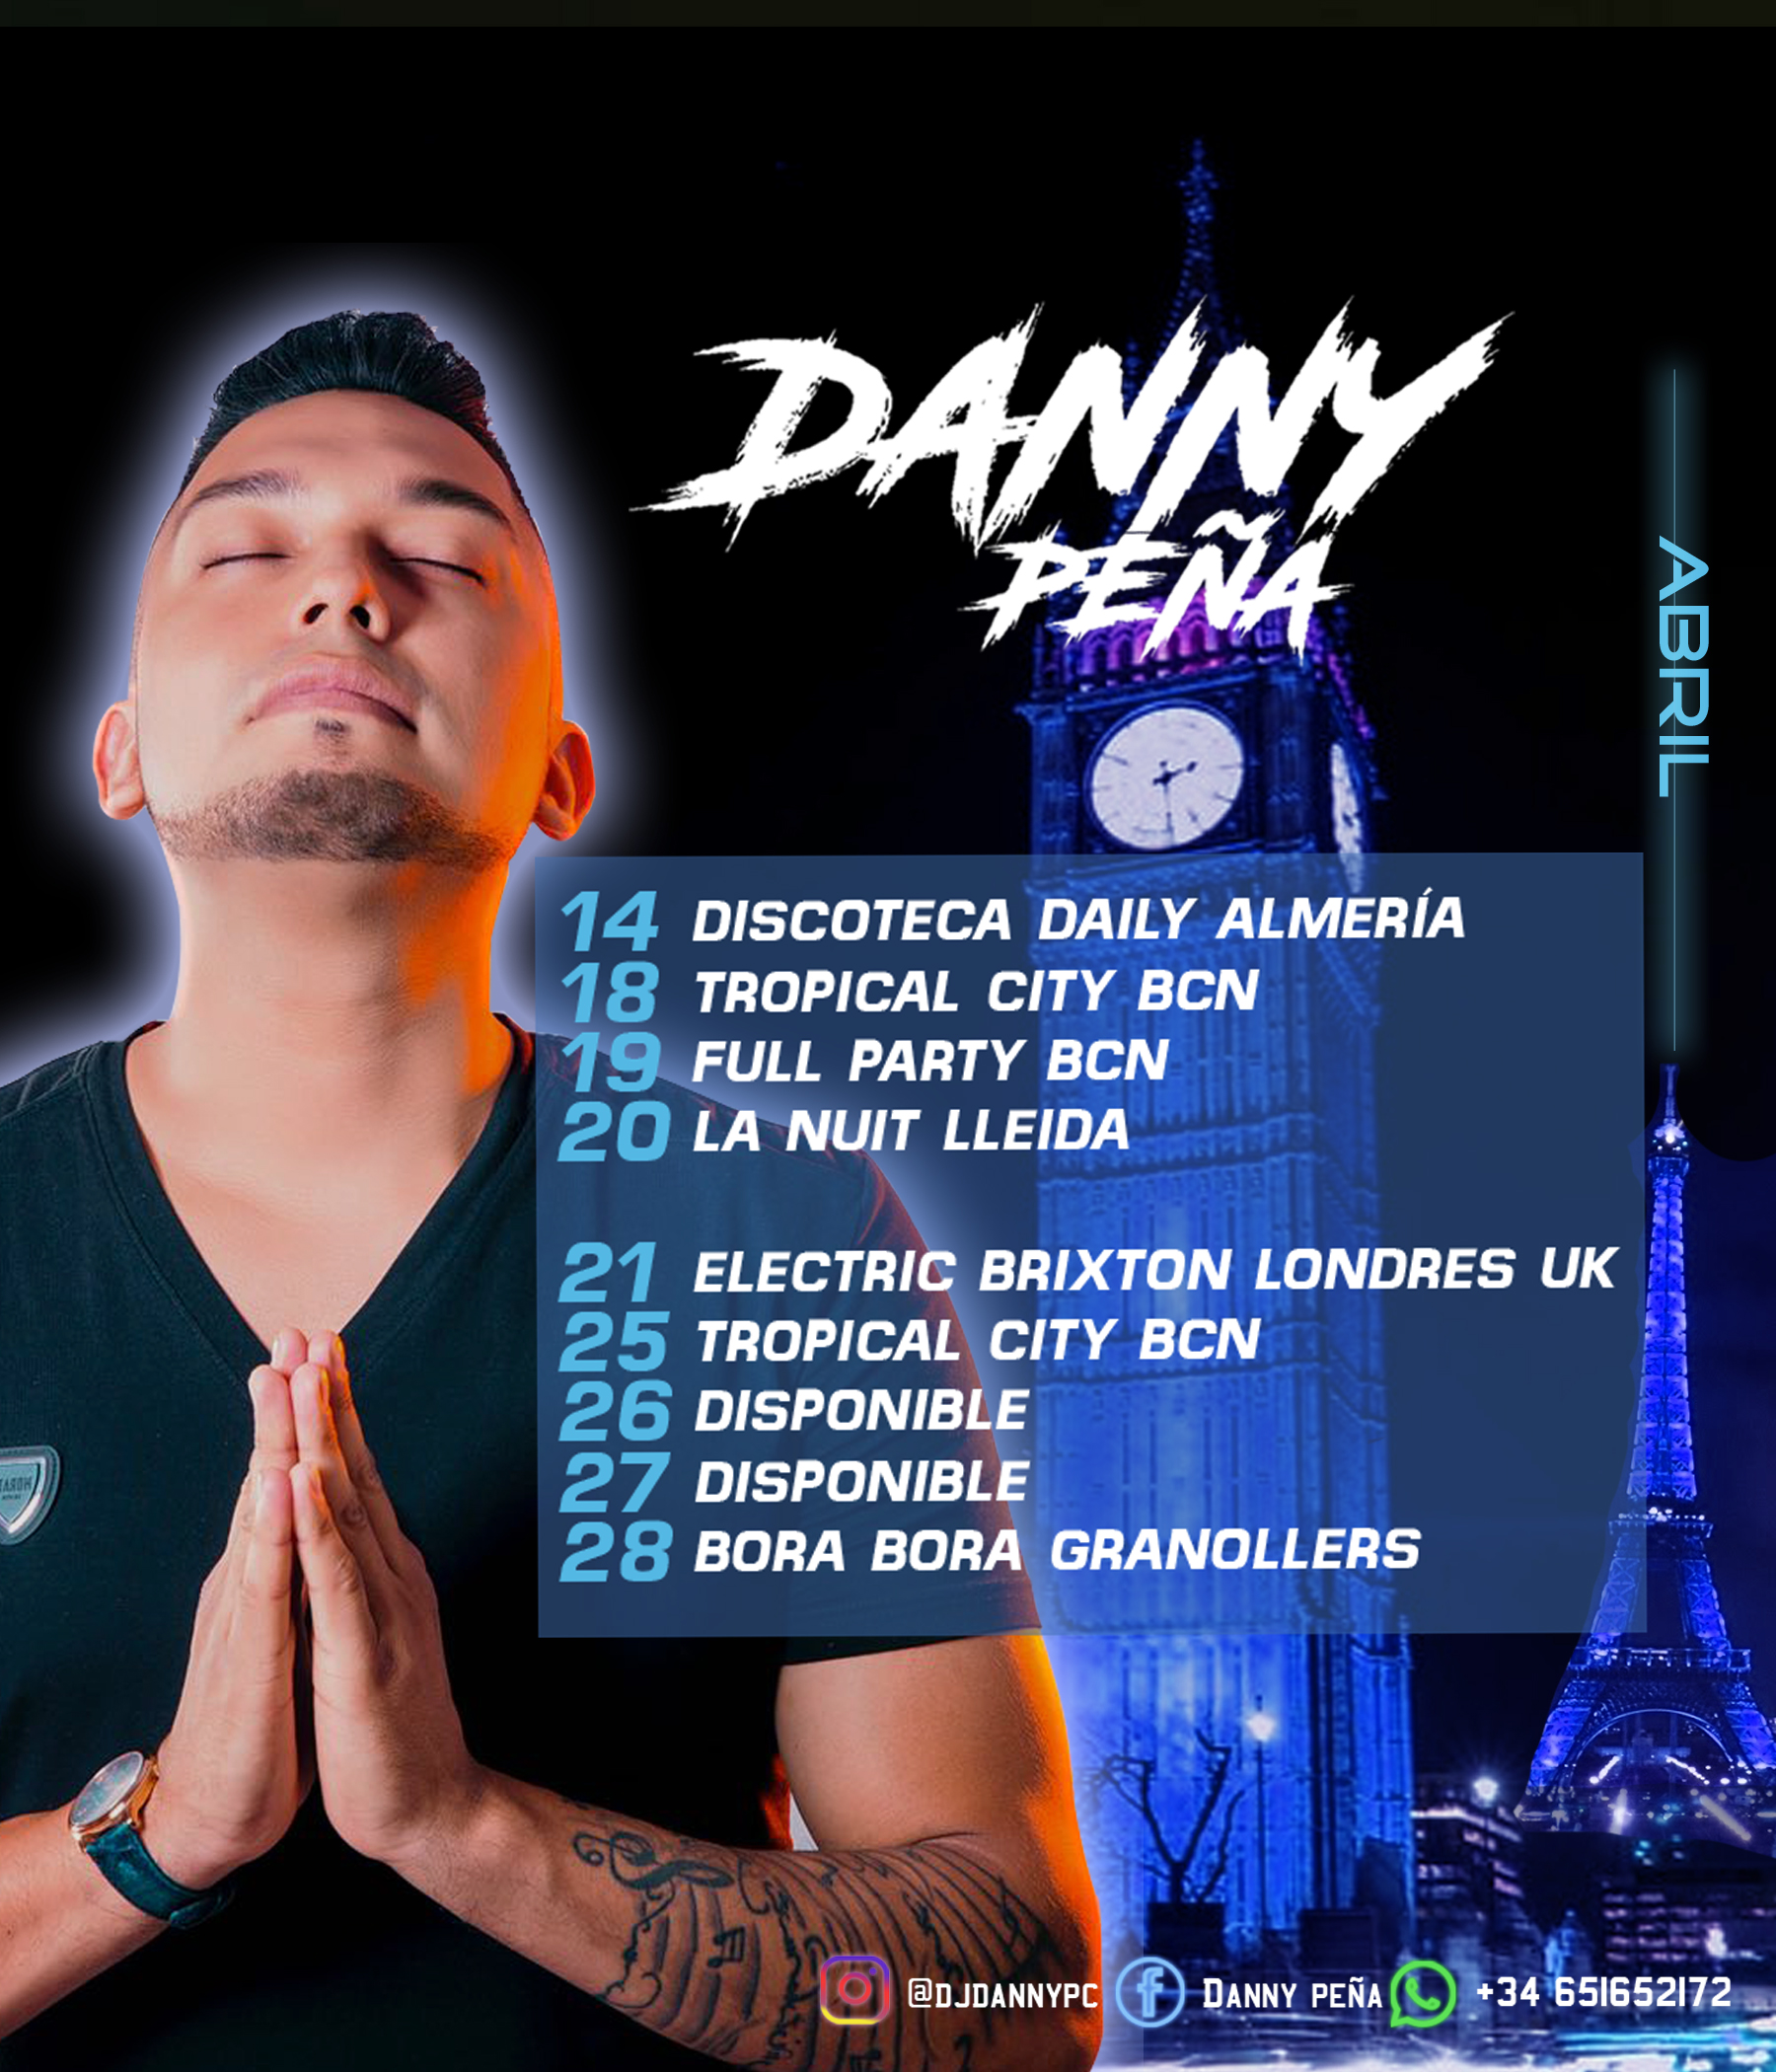 DANNY
PEÑA
ABRIL
14 DISCOTECA DAILY ALMERÍA
18 TROPICAL CITY BCN
19 FULL PARTY BCN
20 LA NUIT LLEIDA
21 ELECTRIC BRIXTON LONDRES UK
25 TROPICAL CITY BCN
26 DISPONIBLE
27 DISPONIBLE
28 BORA BORA GRANOLLERS
@DJDANNYPC DANNY PEÑA +34 651652172